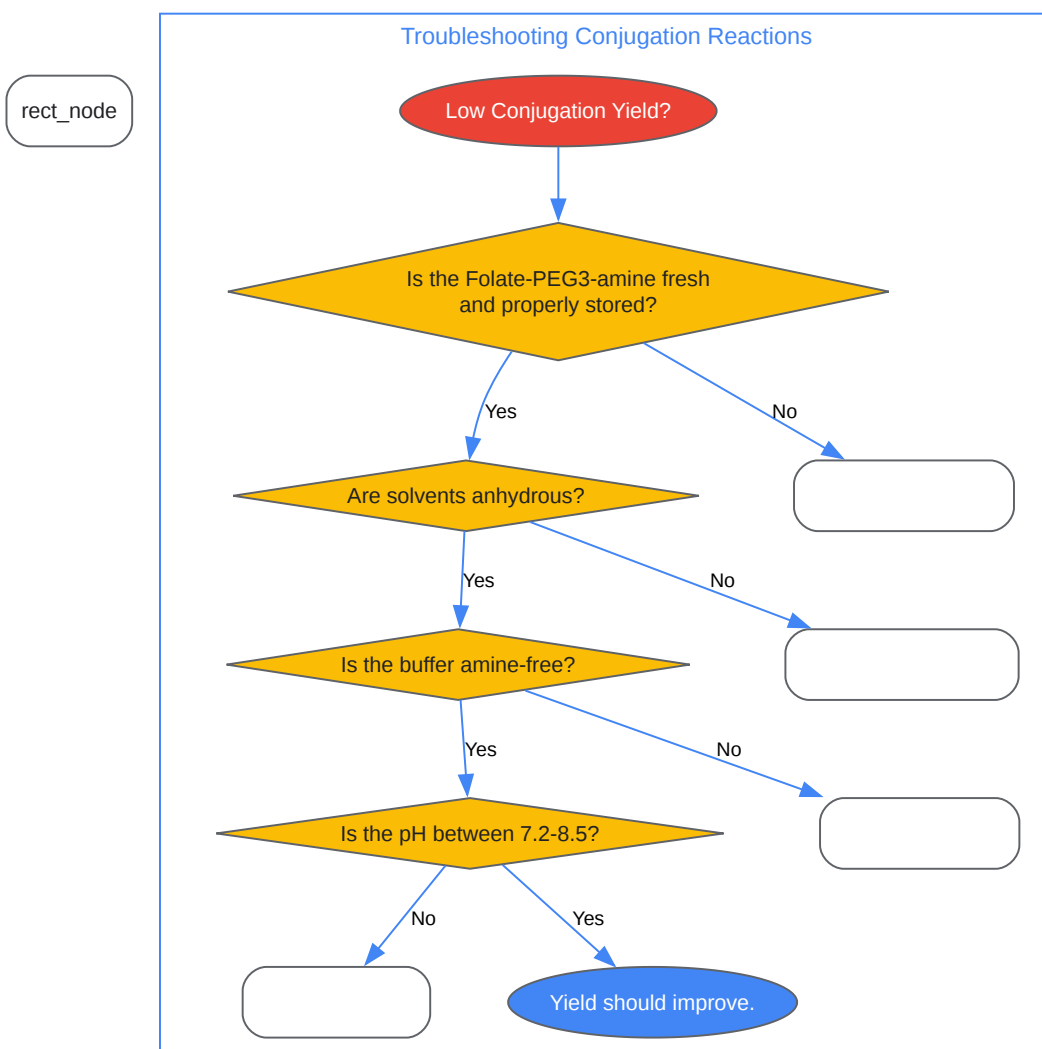 Troubleshooting Conjugation Reactions
rect_node
Low Conjugation Yield?
Is the Folate-PEG3-amine fresh
and properly stored?
Yes
No
Are solvents anhydrous?
Yes
No
Is the buffer amine-free?
Yes
No
Is the pH between 7.2-8.5?
No
Yes
Yield should improve.